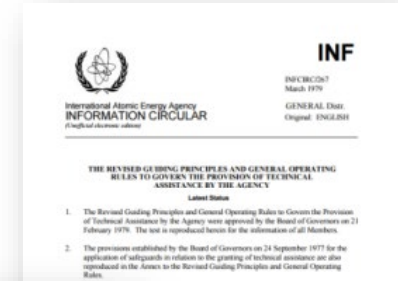 INF
INFCIRC/267
March 1979
GENERAL Distr.
Original: ENGLISH
International Atomic Energy Agency
INFORMATION CIRCULAR
(Unofficial electronic edition)
THE REVISED GUIDING PRINCIPLES AND GENERAL OPERATING
RULES TO GOVERN THE PROVISION OF TECHNICAL
ASSISTANCE BY THE AGENCY
Latest Status
1. The Revised Guiding Principles and General Operating Rules to Govern the Provision
of Technical Assistance by the Agency were approved by the Board of Governors on 21
February 1979. The text is reproduced herein for the information of all Members.
2. The provisions established by the Board of Governors on 24 September 1977 for the
application of safeguards in relation to the granting of technical assistance are also
reproduced in the Annex to the Revised Guiding Principles and General Operating
Rules.